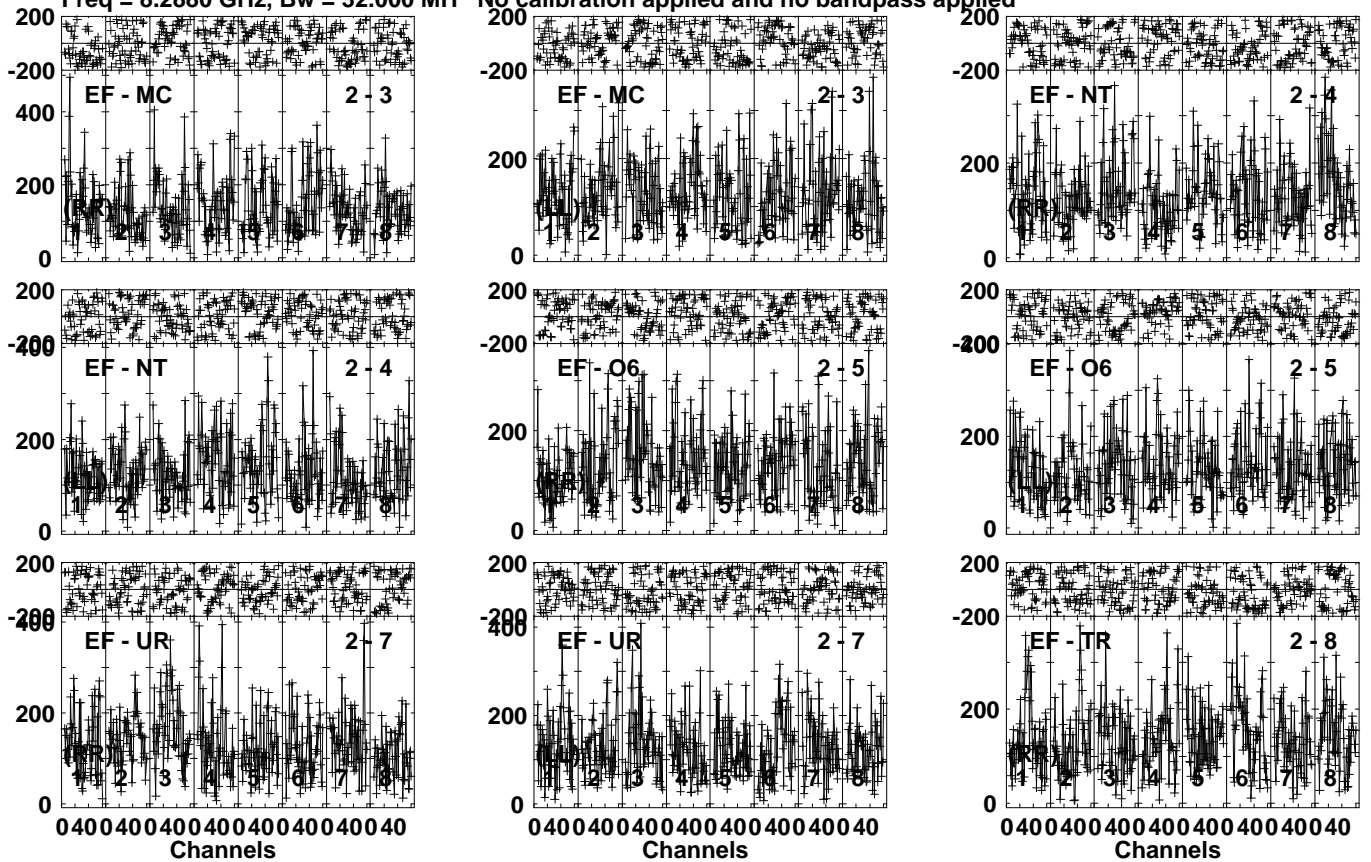 Freq = 8.2880 GHz, Bw = 32.000 MH No calibration applied and no bandpass applied
200 200 200
-200 -200 -200
EF - MC 2 - 3 EF - MC 2 - 3 EF - NT 2 - 4
400
200 200 200
(RR) (LL) (RR)
1 2 3 4 5 6 7 8 1 2 3 4 5 6 7 8 1 2 3 4 5 6 7 8
0 0 0
200 200 200
-200 -200 -200
400 400
EF - NT 2 - 4 EF - O6 2 - 5 EF - O6 2 - 5
200 200 200
(LL) (RR) (LL)
1 2 3 4 5 6 7 8 1 2 3 4 5 6 7 8 1 2 3 4 5 6 7 8
0 0 0
200 200 200
-200 -200 -200
400 400
EF - UR 2 - 7 EF - UR 2 - 7 EF - TR 2 - 8
200 200 200
(RR) (LL) (RR)
1 2 3 4 5 6 7 8 1 2 3 4 5 6 7 8 1 2 3 4 5 6 7 8
0 0 0
0 40 0 40 0 40 0 40 0 40 0 40 0 40 0 40 0 40 0 40 0 40 0 40 0 40 0 40 0 40 0 40 0 40 0 40 0 40 0 40 0 40 0 40 0 40 0 40
Channels Channels Channels